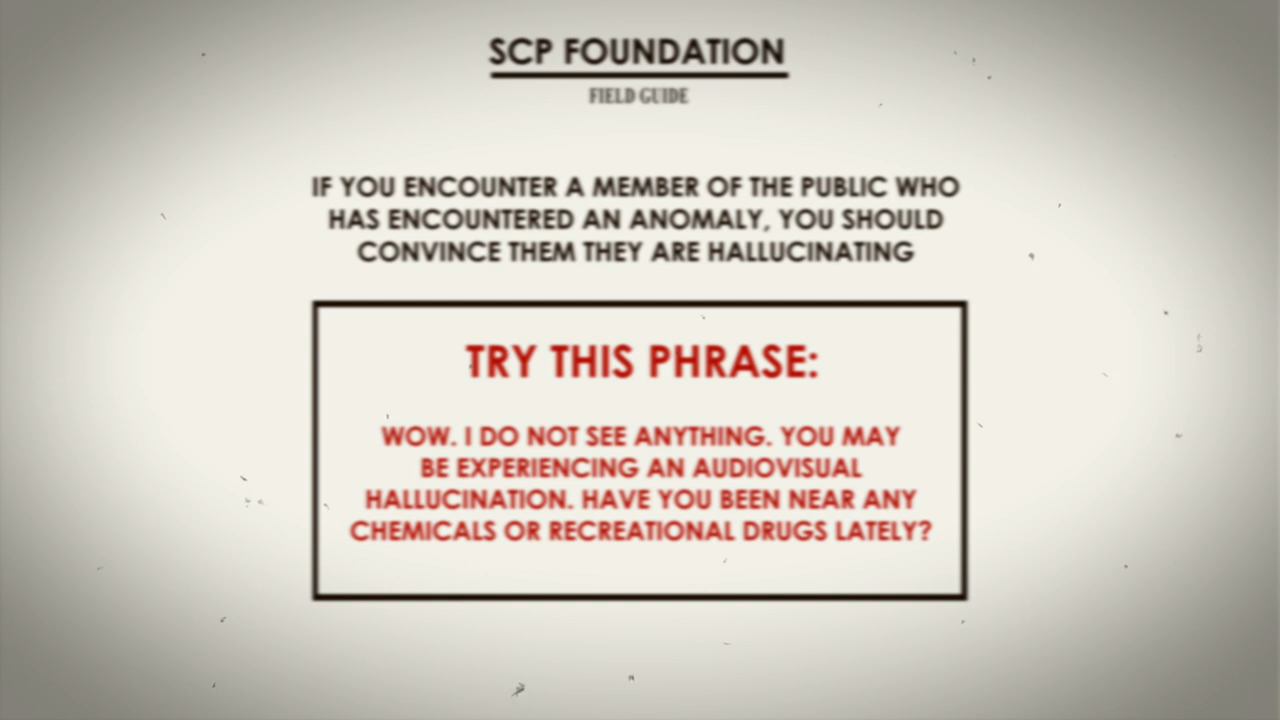 SCP FOUNDATION
FIELD GUIDE
IF YOU ENCOUNTER A MEMBER OF THE PUBLIC WHO
HAS ENCOUNTERED AN ANOMALY, YOU SHOULD
CONVINCE THEM THEY ARE HALLUCINATING
TRY THIS PHRASE:
WOW. I DO NOT SEE ANYTHING. YOU MAY
BE EXPERIENCING AN AUDIOVISUAL
HALLUCINATION. HAVE YOU BEEN NEAR ANY
CHEMICALS OR RECREATIONAL DRUGS LATELY?